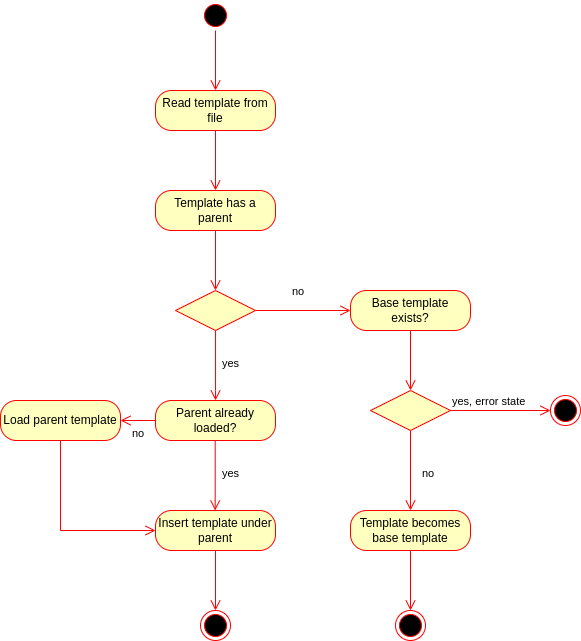 Read template from
file
Template has a
parent
no
Base template
exists?
yes
yes, error state
Load parent template
no
Parent already
loaded?
yes
no
Insert template under
parent
Template becomes
base template